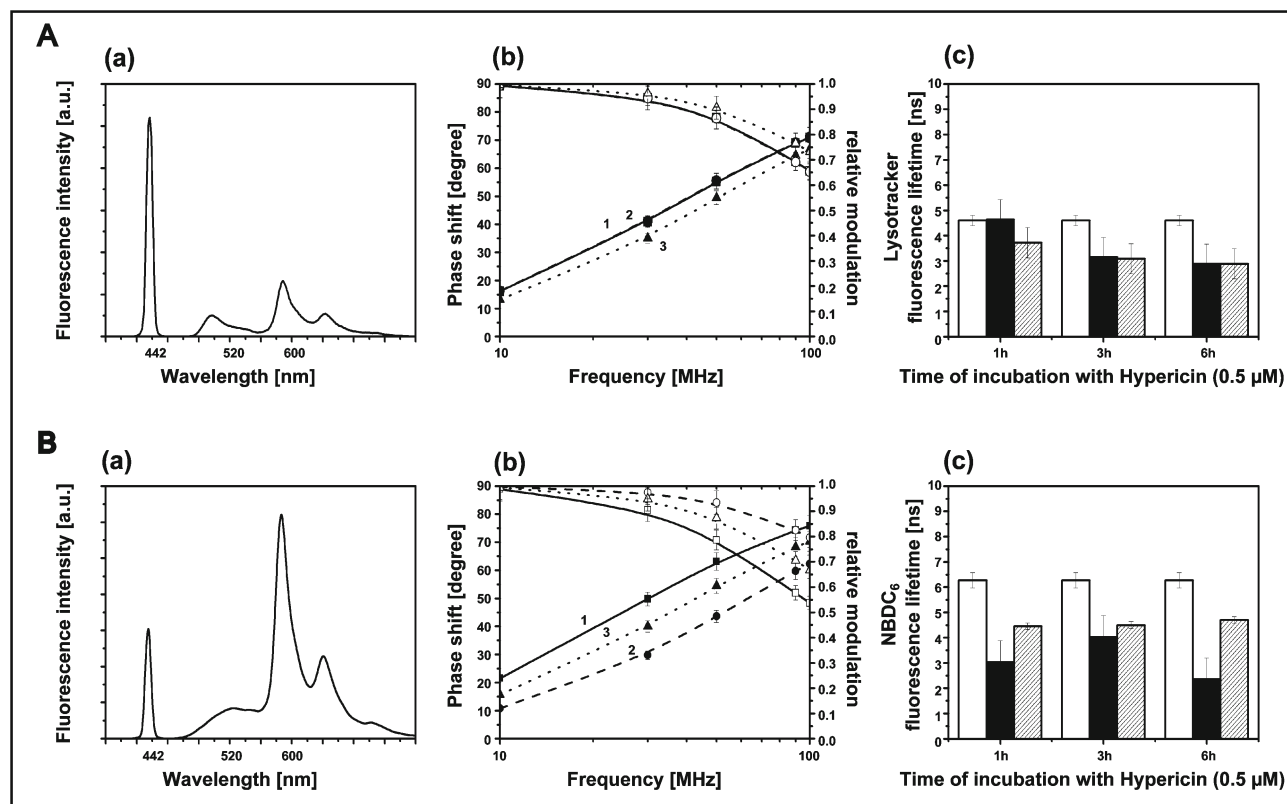 A
(a)
Fluorescence intensity [a.u.]
442 520 600
Wavelength [nm]
(b)
Phase shift [degree]
90
80
70
60
50
40
30
20
10
0
1
2
3
1.0
0.9
0.8
0.7
0.6
0.5
0.4
0.3
0.2
0.1
0.0
relative modulation
10 100
Frequency [MHz]
(c)
Lysotracker
fluorescence lifetime [ns]
10
9
8
7
6
5
4
3
2
1
0
1h 3h 6h
Time of incubation with Hypericin (0.5 µM)
B
(a)
Fluorescence intensity [a.u.]
442 520 600
Wavelength [nm]
(b)
Phase shift [degree]
90
80
70
60
50
40
30
20
10
0
1
3
2
1.0
0.9
0.8
0.7
0.6
0.5
0.4
0.3
0.2
0.1
0.0
relative modulation
10 100
Frequency [MHz]
(c)
NBDC₆
fluorescence lifetime [ns]
10
9
8
7
6
5
4
3
2
1
0
1h 3h 6h
Time of incubation with Hypericin (0.5 µM)